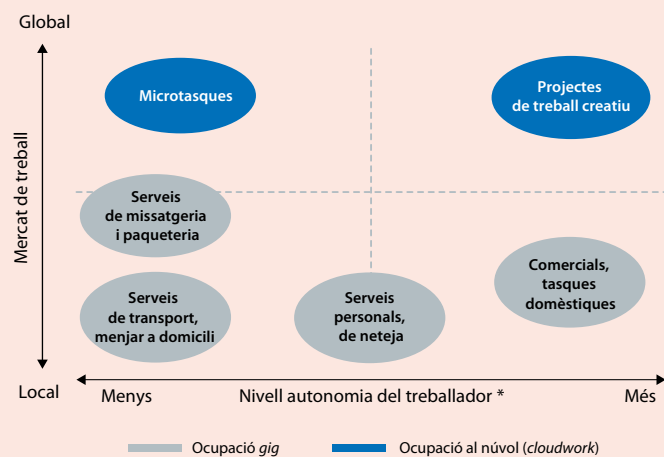 Global
Mercat de treball
Microtasques
Projectes
de treball creatiu
Serveis
de missatgeria
i paqueteria
Serveis
de transport,
menjar a domicili
Serveis
personals,
de neteja
Comercials,
tasques
domèstiques
Local
Menys
Nivell autonomia del treballador *
Més
Ocupació gig
Ocupació al núvol (cloudwork)